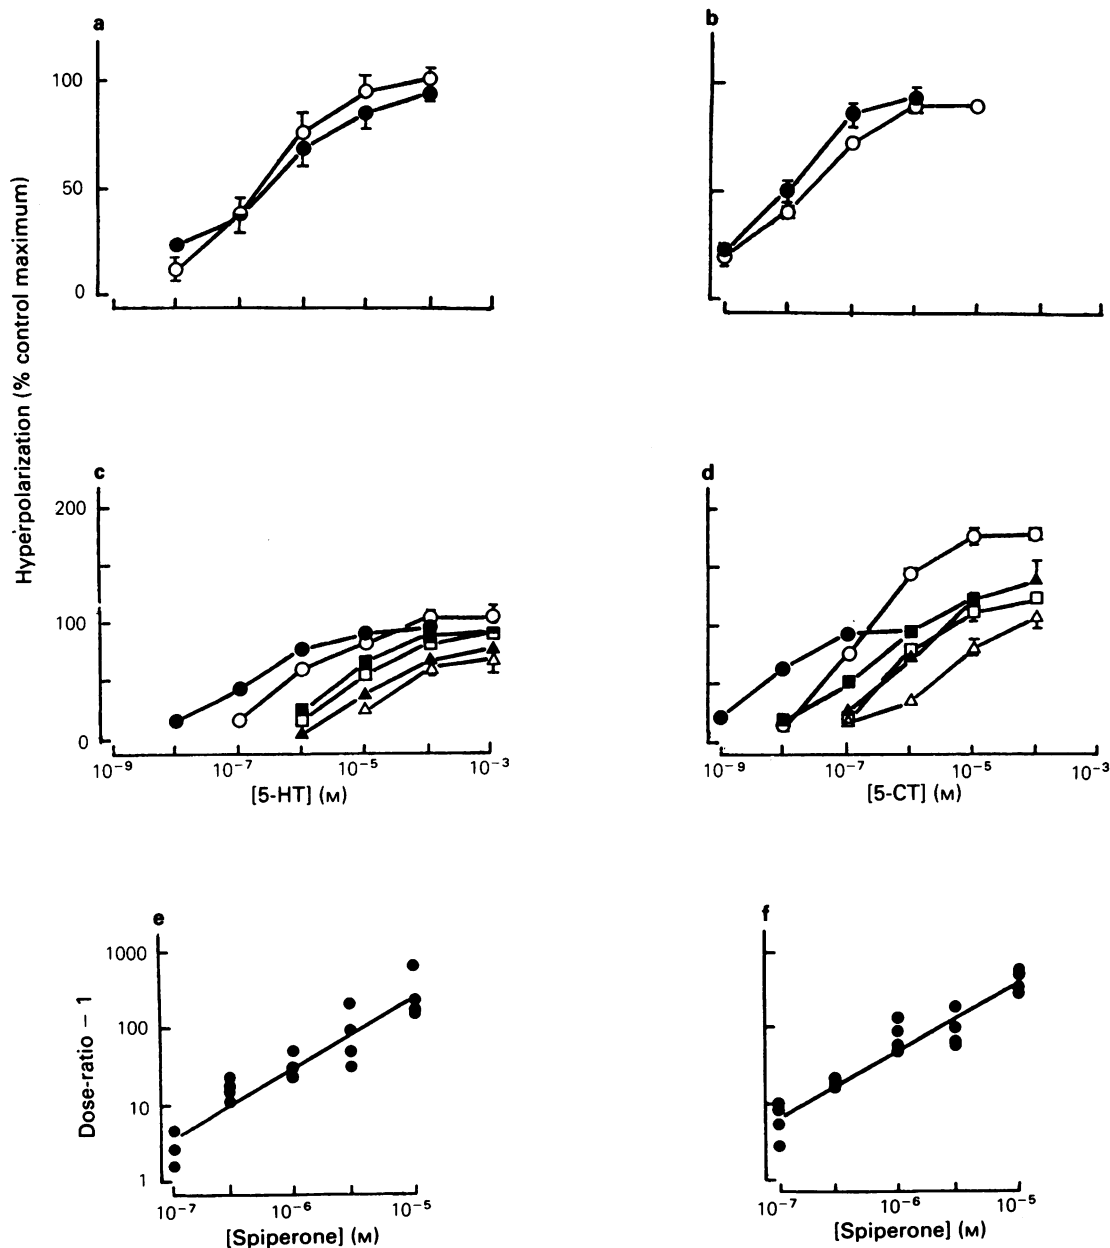 a
b
Hyperpolarization (% control maximum)
100
50
0
c
d
200
100
0
10⁻⁹ 10⁻⁷ 10⁻⁵ 10⁻³
10⁻⁹ 10⁻⁷ 10⁻⁵ 10⁻³
[5-HT] (M)
[5-CT] (M)
e
f
Dose-ratio – 1
1000
100
10
1
10⁻⁷ 10⁻⁶ 10⁻⁵
10⁻⁷ 10⁻⁶ 10⁻⁵
[Spiperone] (M)
[Spiperone] (M)